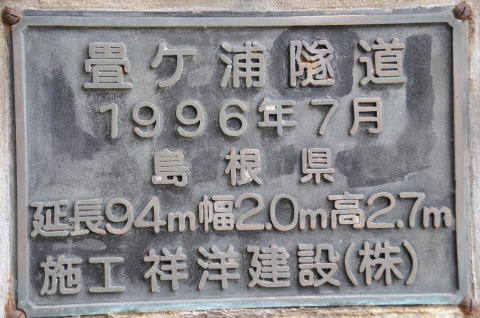 畳ケ浦隧道
1996年7月
島根県
延長94m幅2.0m高2.7m
施工 祥洋建設(株)